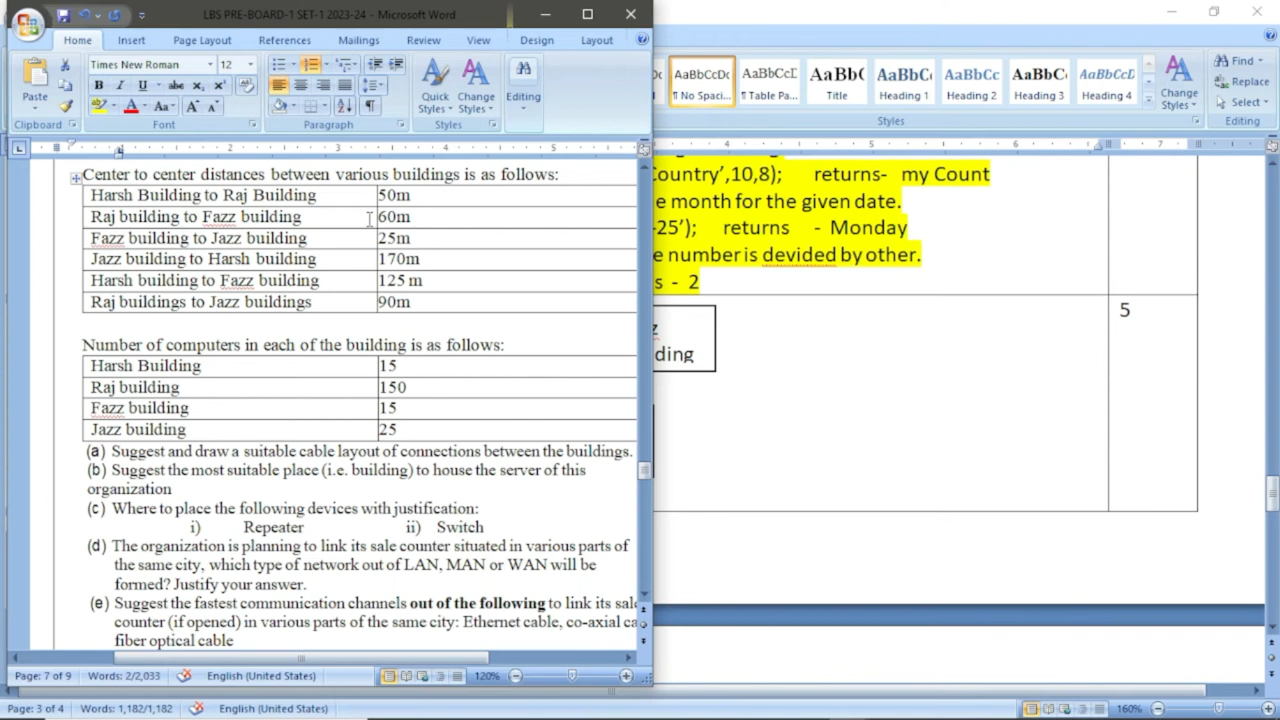 LBS PRE-BOARD-1 SET-1 2023-24 - Microsoft Word
Home Insert Page Layout References Mailings Review View Design Layout
Times New Roman 12
Paste Quick Styles Change Styles Editing
Clipboard Font Paragraph Styles
Center to center distances between various buildings is as follows:
Harsh Building to Raj Building 50m
Raj building to Fazz building 60m
Fazz building to Jazz building 25m
Jazz building to Harsh building 170m
Harsh building to Fazz building 125 m
Raj buildings to Jazz buildings 90m
Number of computers in each of the building is as follows:
Harsh Building 15
Raj building 150
Fazz building 15
Jazz building 25
(a) Suggest and draw a suitable cable layout of connections between the buildings.
(b) Suggest the most suitable place (i.e. building) to house the server of this
organization
(c) Where to place the following devices with justification:
i) Repeater ii) Switch
(d) The organization is planning to link its sale counter situated in various parts of
the same city, which type of network out of LAN, MAN or WAN will be
formed? Justify your answer.
(e) Suggest the fastest communication channels out of the following to link its sale
counter (if opened) in various parts of the same city: Ethernet cable, co-axial ca
fiber optical cable
Page: 7 of 9 Words: 2/2,033 English (United States) 120%
AaBbCcDc AaBbCcD AaBb( AaBbCc AaBbCc AaBbC AaBbCcD
¶ No Spaci... ¶ Table Pa... Title Heading 1 Heading 2 Heading 3 Heading 4
Change Styles
Find
Replace
Select
Styles Editing
4 5 6 7
ountry',10,8); returns- my Count
e month for the given date.
-25'); returns - Monday
e number is devided by other.
s - 2
5
z
ding
Page: 3 of 4 Words: 1,182/1,182 English (United States) 160%